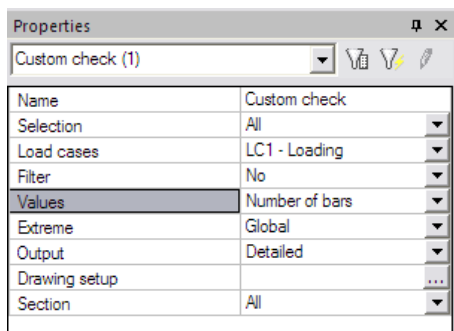 Properties
Custom check (1)
Name Custom check
Selection All
Load cases LC1 - Loading
Filter No
Values Number of bars
Extreme Global
Output Detailed
Drawing setup ...
Section All